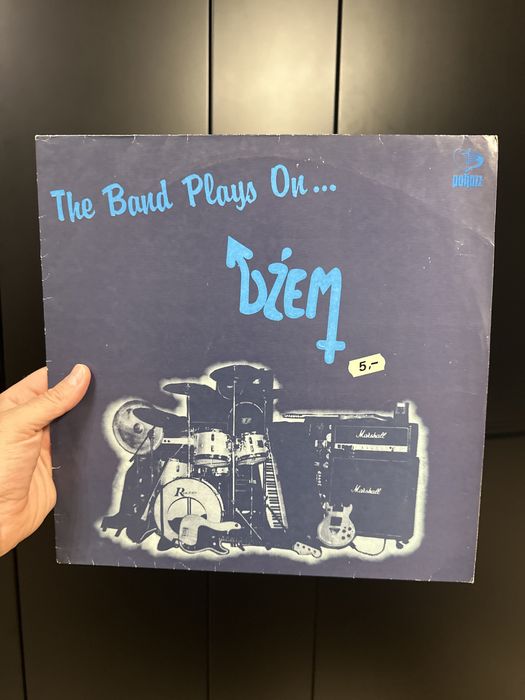 The Band Plays On...
poljazz
DŻEM
5,-
Marshall
Marshall